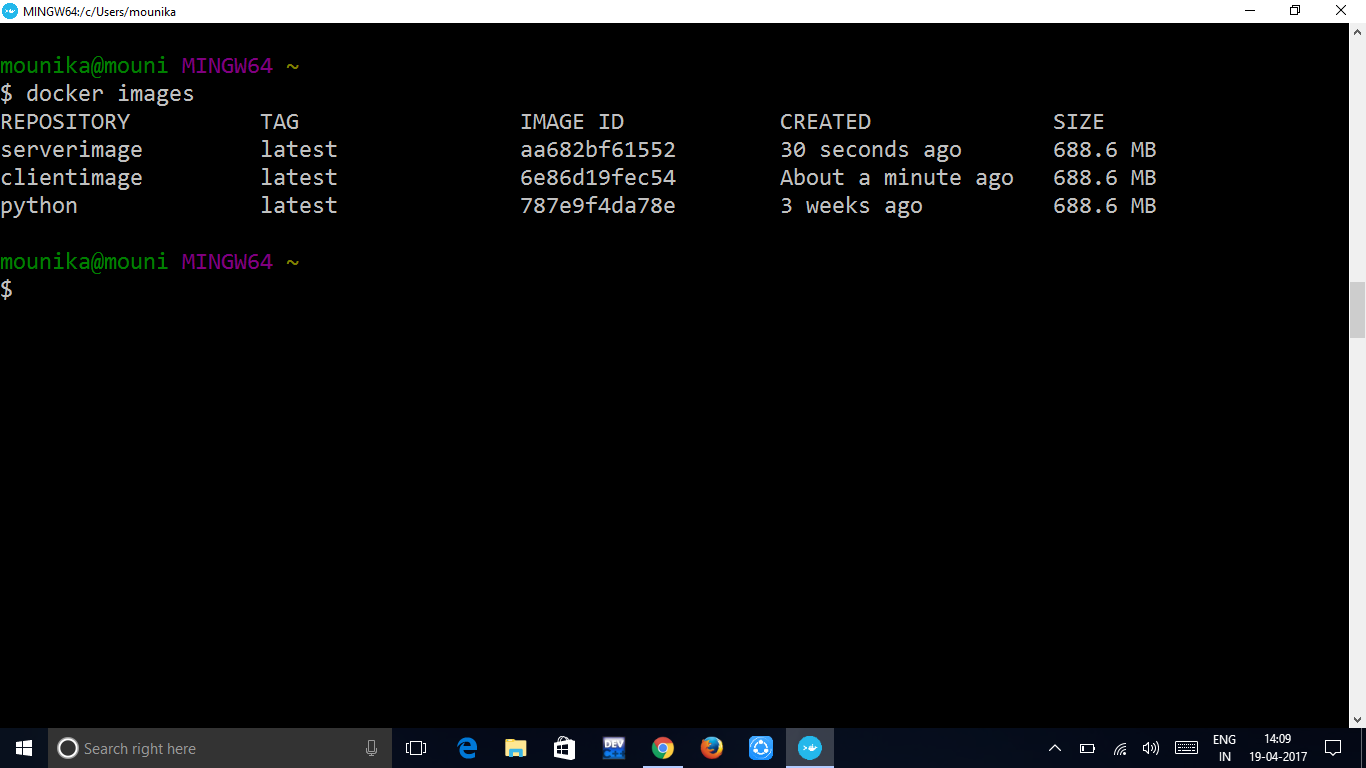 MINGW64:/c/Users/mounika
mounika@mouni MINGW64 ~
$ docker images
REPOSITORY TAG IMAGE ID CREATED SIZE
serverimage latest aa682bf61552 30 seconds ago 688.6 MB
clientimage latest 6e86d19fec54 About a minute ago 688.6 MB
python latest 787e9f4da78e 3 weeks ago 688.6 MB
mounika@mouni MINGW64 ~
$
Search right here
DEV
ENG
IN
14:09
19-04-2017